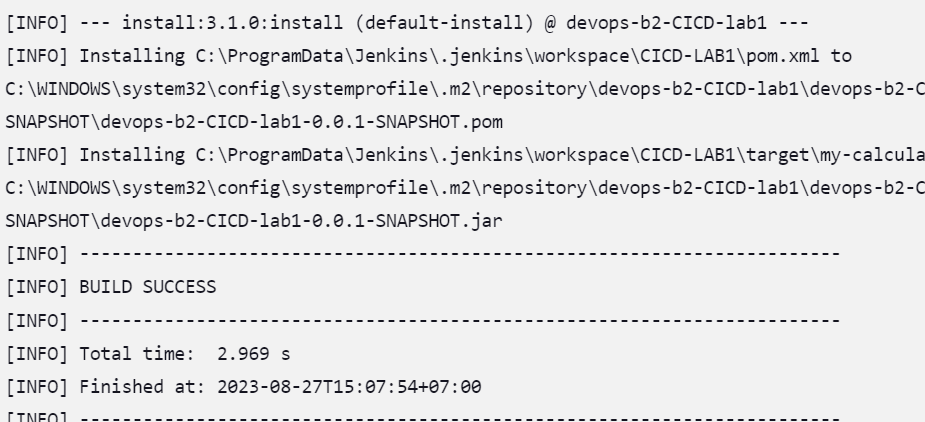 [INFO] --- install:3.1.0:install (default-install) @ devops-b2-CICD-lab1 ---
[INFO] Installing C:\ProgramData\Jenkins\.jenkins\workspace\CICD-LAB1\pom.xml to
C:\WINDOWS\system32\config\systemprofile\.m2\repository\devops-b2-CICD-lab1\devops-b2-C
SNAPSHOT\devops-b2-CICD-lab1-0.0.1-SNAPSHOT.pom
[INFO] Installing C:\ProgramData\Jenkins\.jenkins\workspace\CICD-LAB1\target\my-calcula
C:\WINDOWS\system32\config\systemprofile\.m2\repository\devops-b2-CICD-lab1\devops-b2-C
SNAPSHOT\devops-b2-CICD-lab1-0.0.1-SNAPSHOT.jar
[INFO] ------------------------------------------------------------------------
[INFO] BUILD SUCCESS
[INFO] ------------------------------------------------------------------------
[INFO] Total time:  2.969 s
[INFO] Finished at: 2023-08-27T15:07:54+07:00
[INFO] ------------------------------------------------------------------------